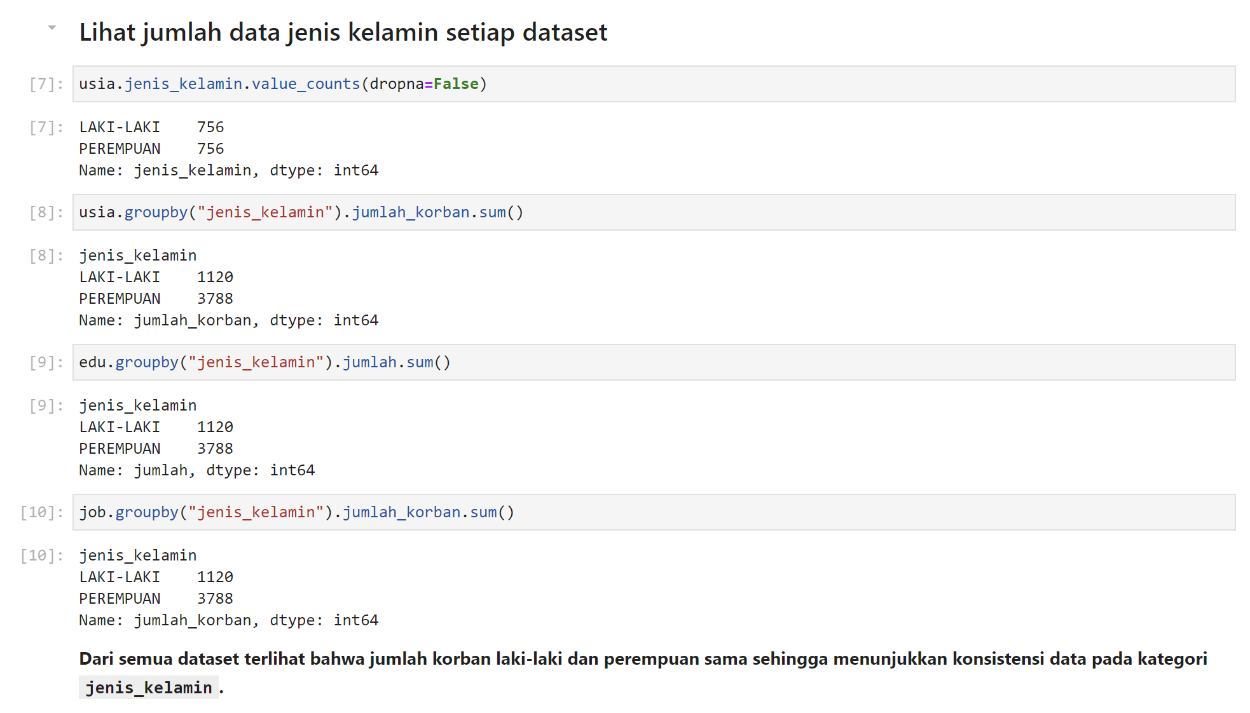 Lihat jumlah data jenis kelamin setiap dataset
[7]: usia.jenis_kelamin.value_counts(dropna=False)
[7]: LAKI-LAKI    756
PEREMPUAN    756
Name: jenis_kelamin, dtype: int64
[8]: usia.groupby("jenis_kelamin").jumlah_korban.sum()
[8]: jenis_kelamin
LAKI-LAKI    1120
PEREMPUAN    3788
Name: jumlah_korban, dtype: int64
[9]: edu.groupby("jenis_kelamin").jumlah.sum()
[9]: jenis_kelamin
LAKI-LAKI    1120
PEREMPUAN    3788
Name: jumlah, dtype: int64
[10]: job.groupby("jenis_kelamin").jumlah_korban.sum()
[10]: jenis_kelamin
LAKI-LAKI    1120
PEREMPUAN    3788
Name: jumlah_korban, dtype: int64
Dari semua dataset terlihat bahwa jumlah korban laki-laki dan perempuan sama sehingga menunjukkan konsistensi data pada kategori
jenis_kelamin.